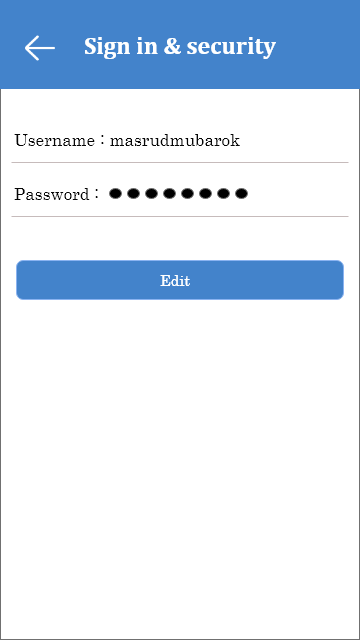 Sign in & security
Username : masrudmubarok
Password : ●●●●●●●●
Edit